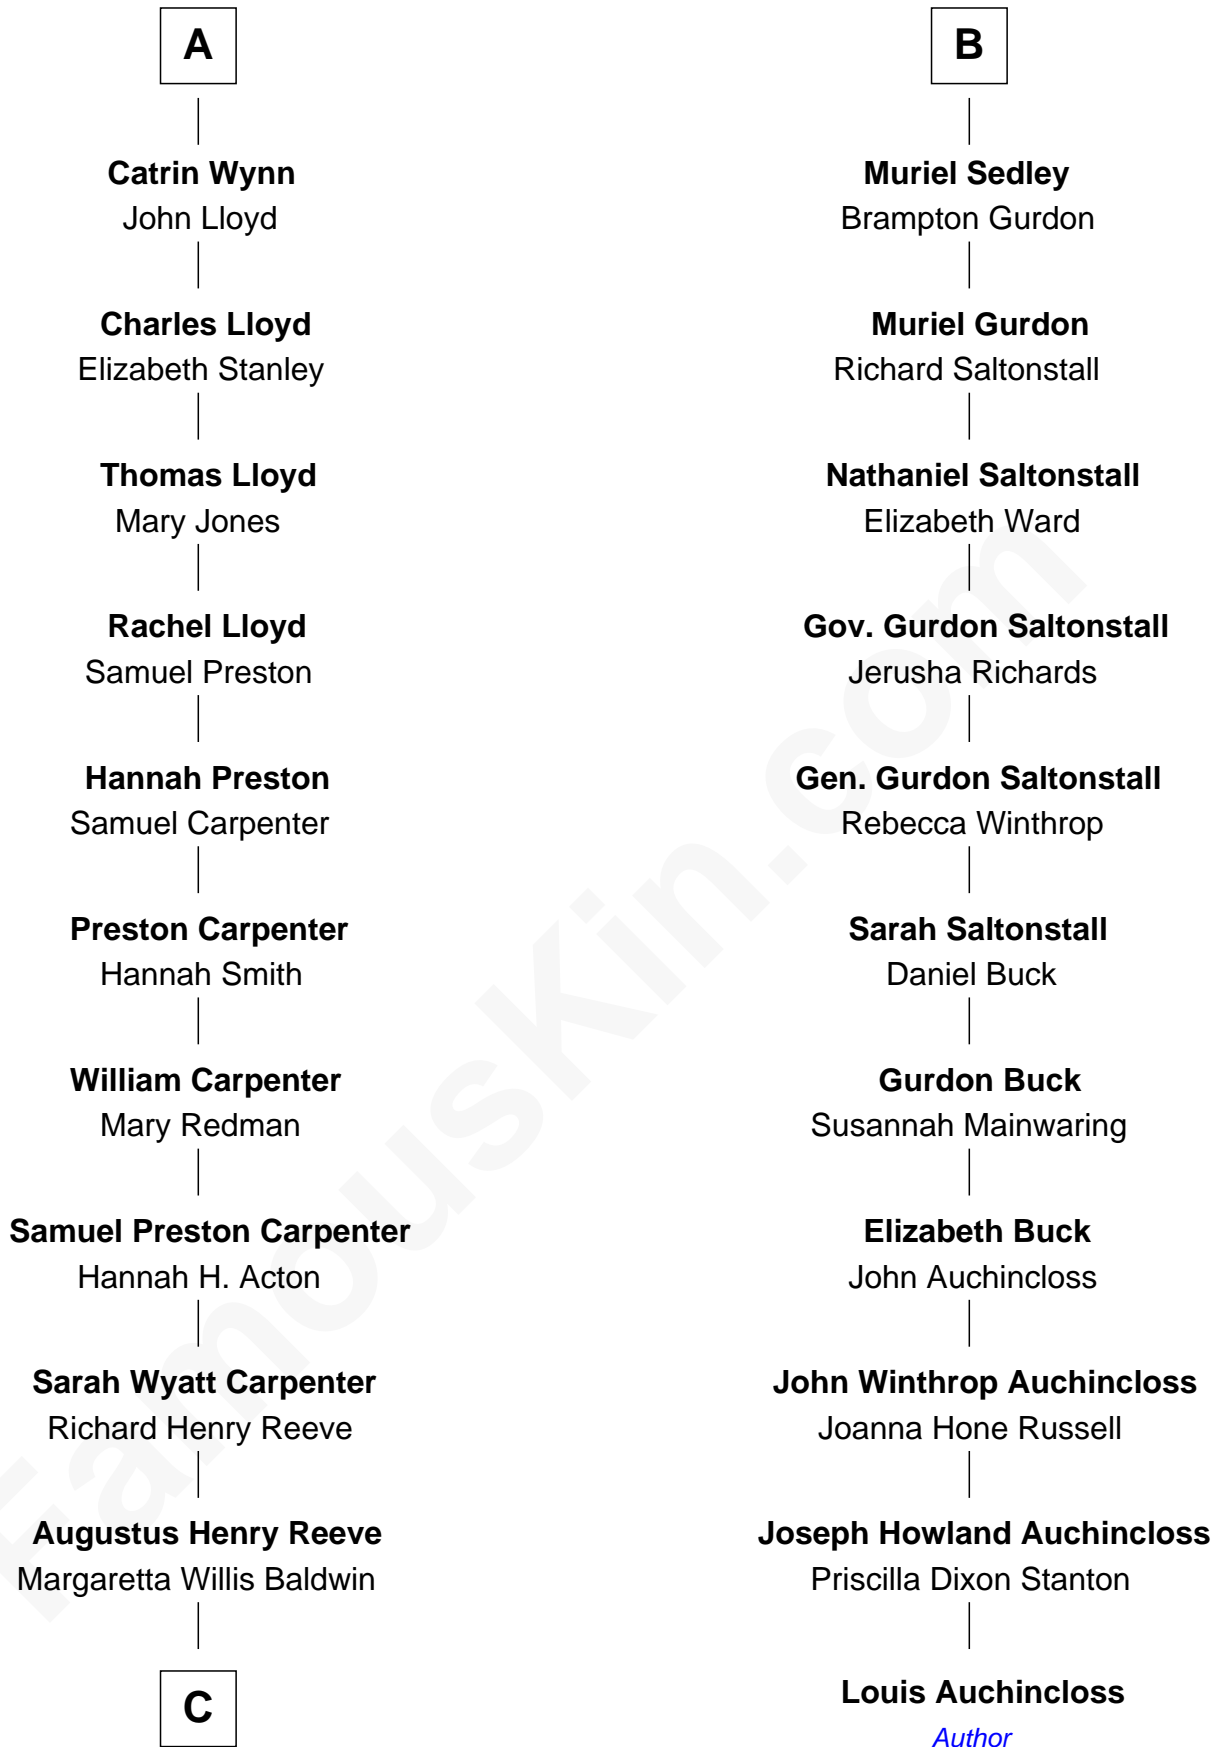 A
Catrin Wynn
John Lloyd
Charles Lloyd
Elizabeth Stanley
Thomas Lloyd
Mary Jones
Rachel Lloyd
Samuel Preston
Hannah Preston
Samuel Carpenter
Preston Carpenter
Hannah Smith
William Carpenter
Mary Redman
Samuel Preston Carpenter
Hannah H. Acton
Sarah Wyatt Carpenter
Richard Henry Reeve
Augustus Henry Reeve
Margaretta Willis Baldwin
C
B
Muriel Sedley
Brampton Gurdon
Muriel Gurdon
Richard Saltonstall
Nathaniel Saltonstall
Elizabeth Ward
Gov. Gurdon Saltonstall
Jerusha Richards
Gen. Gurdon Saltonstall
Rebecca Winthrop
Sarah Saltonstall
Daniel Buck
Gurdon Buck
Susannah Mainwaring
Elizabeth Buck
John Auchincloss
John Winthrop Auchincloss
Joanna Hone Russell
Joseph Howland Auchincloss
Priscilla Dixon Stanton
Louis Auchincloss
Author
FamousKin.com